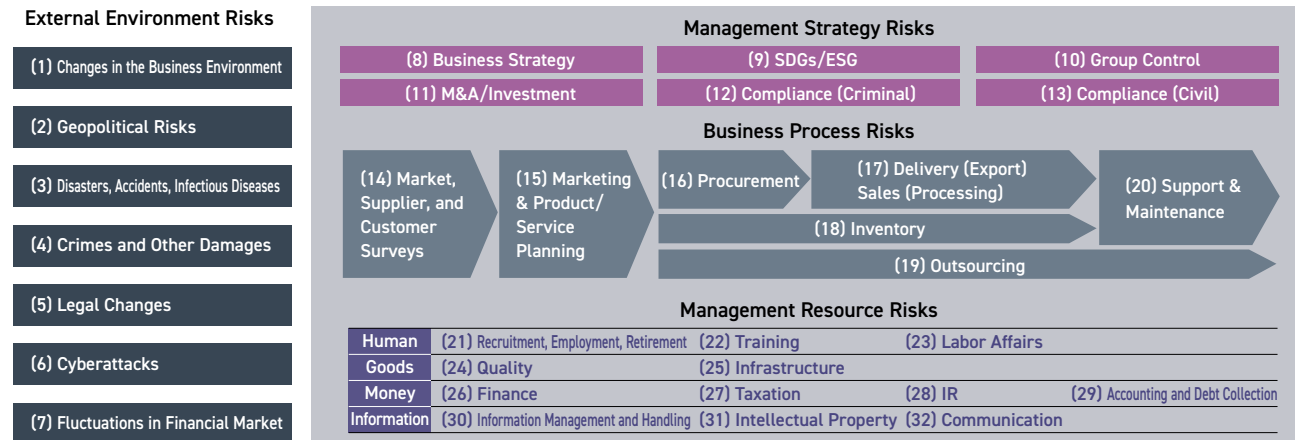 External Environment Risks
(1) Changes in the Business Environment
(2) Geopolitical Risks
(3) Disasters, Accidents, Infectious Diseases
(4) Crimes and Other Damages
(5) Legal Changes
(6) Cyberattacks
(7) Fluctuations in Financial Market
Management Strategy Risks
(8) Business Strategy
(9) SDGs/ESG
(10) Group Control
(11) M&A/Investment
(12) Compliance (Criminal)
(13) Compliance (Civil)
Business Process Risks
(14) Market,
Supplier, and
Customer
Surveys
(15) Marketing
& Product/
Service
Planning
(16) Procurement
(17) Delivery (Export)
Sales (Processing)
(18) Inventory
(19) Outsourcing
(20) Support &
Maintenance
Management Resource Risks
Human (21) Recruitment, Employment, Retirement (22) Training (23) Labor Affairs
Goods (24) Quality (25) Infrastructure
Money (26) Finance (27) Taxation (28) IR (29) Accounting and Debt Collection
Information (30) Information Management and Handling (31) Intellectual Property (32) Communication